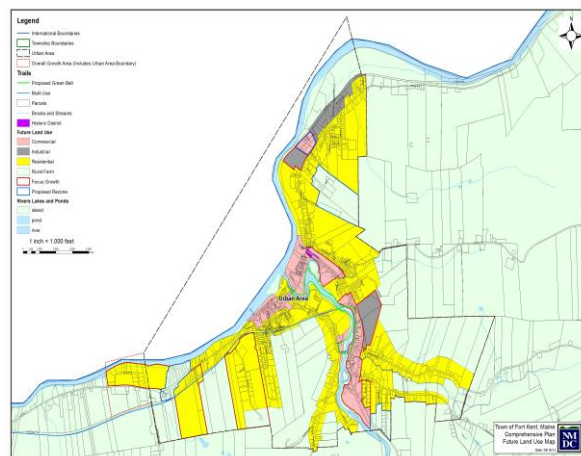 Legend
International Boundaries
Township Boundaries
Urban Area
Overall Growth Area (Includes Urban Area Boundary)
Trails
Proposed Green Belt
Multi-Use
Parcels
Brooks and Streams
Historic District
Future Land Use
Commercial
Industrial
Residential
Rural Farm
Focus Growth
Proposed Rezone
Rivers Lakes and Ponds
island
pond
river
1 inch = 1,000 feet
N
Urban Area
Town of Fort Kent, Maine
Comprehensive Plan
Future Land Use Map
NM
DC